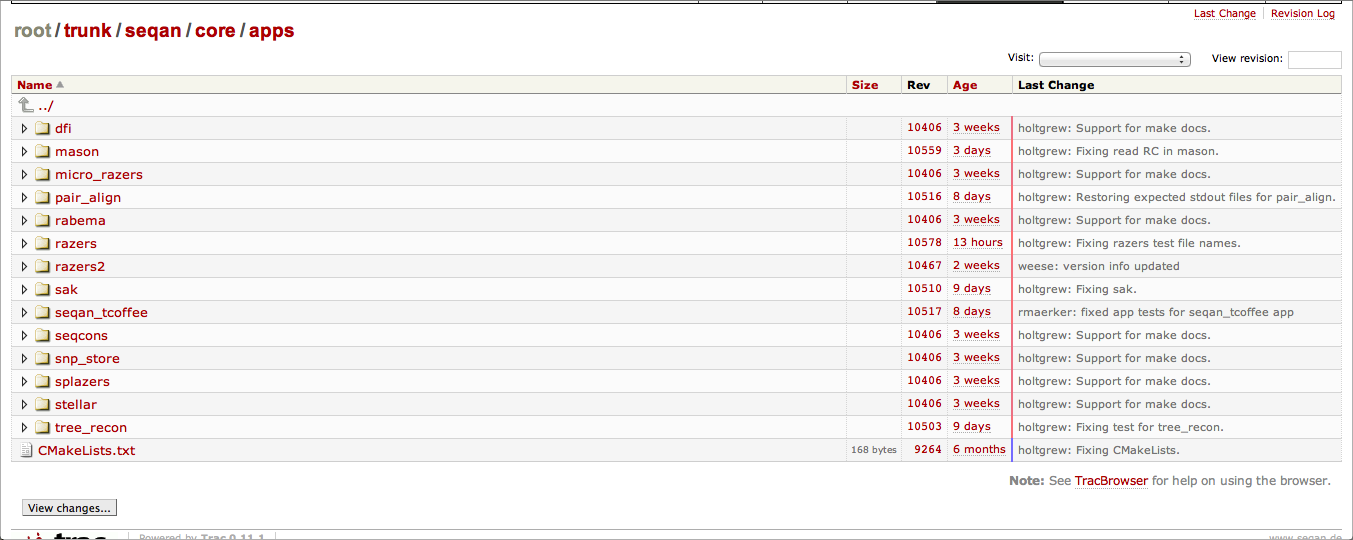 Last Change Revision Log
root / trunk / seqan / core / apps
Visit: View revision:
Name Size Rev Age Last Change
../
dfi 10406 3 weeks holtgrew: Support for make docs.
mason 10559 3 days holtgrew: Fixing read RC in mason.
micro_razers 10406 3 weeks holtgrew: Support for make docs.
pair_align 10516 8 days holtgrew: Restoring expected stdout files for pair_align.
rabema 10406 3 weeks holtgrew: Support for make docs.
razers 10578 13 hours holtgrew: Fixing razers test file names.
razers2 10467 2 weeks weese: version info updated
sak 10510 9 days holtgrew: Fixing sak.
seqan_tcoffee 10517 8 days rmaerker: fixed app tests for seqan_tcoffee app
seqcons 10406 3 weeks holtgrew: Support for make docs.
snp_store 10406 3 weeks holtgrew: Support for make docs.
splazers 10406 3 weeks holtgrew: Support for make docs.
stellar 10406 3 weeks holtgrew: Support for make docs.
tree_recon 10503 9 days holtgrew: Fixing test for tree_recon.
CMakeLists.txt 168 bytes 9264 6 months holtgrew: Fixing CMakeLists.
Note: See TracBrowser for help on using the browser.
View changes...
trac Powered by Trac 0.11.1 www.seqan.de